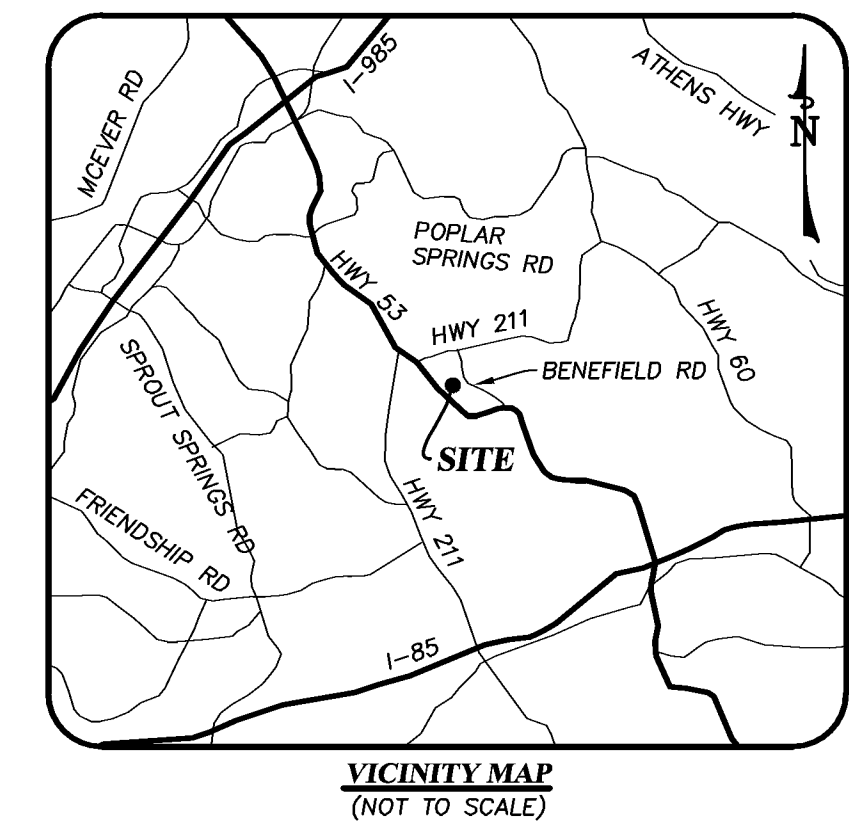 I-985
ATHENS HWY
MCEVER RD
N
POPLAR
SPRINGS RD
HWY 53
HWY 211
HWY 60
SPROUT SPRINGS RD
BENEFIELD RD
SITE
HWY 211
FRIENDSHIP RD
I-85
VICINITY MAP
(NOT TO SCALE)